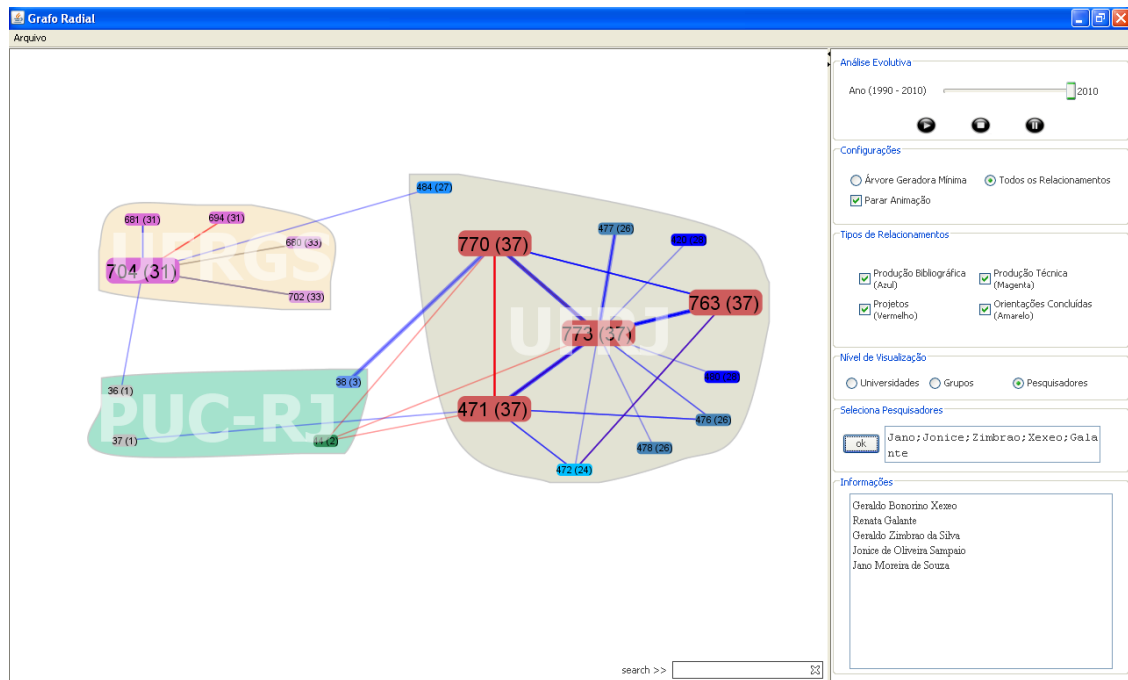 Grafo Radial
Arquivo
484 (27)
681 (31)
694 (31)
680 (33)
UFRGS
704 (31)
702 (33)
477 (26)
770 (37)
763 (37)
UFRJ
38 (3)
36 (1)
PUC-RJ
37 (1)
471 (37)
476 (26)
478 (26)
472 (24)
search >>
Análise Evolutiva
Ano (1990 - 2010)
2010
Configurações
Árvore Geradora Mínima
Todos os Relacionamentos
Parar Animação
Tipos de Relacionamentos
Produção Bibliográfica
(Azul)
Produção Técnica
(Magenta)
Projetos
(Vermelho)
Orientações Concluídas
(Amarelo)
Nível de Visualização
Universidades
Grupos
Pesquisadores
Seleciona Pesquisadores
ok
Jano;Jonice;Zimbrao;Xexeo;Gala
nte
Informações
Geraldo Bonorino Xexeo
Renata Galante
Geraldo Zimbrao da Silva
Jonice de Oliveira Sampaio
Jano Moreira de Souza